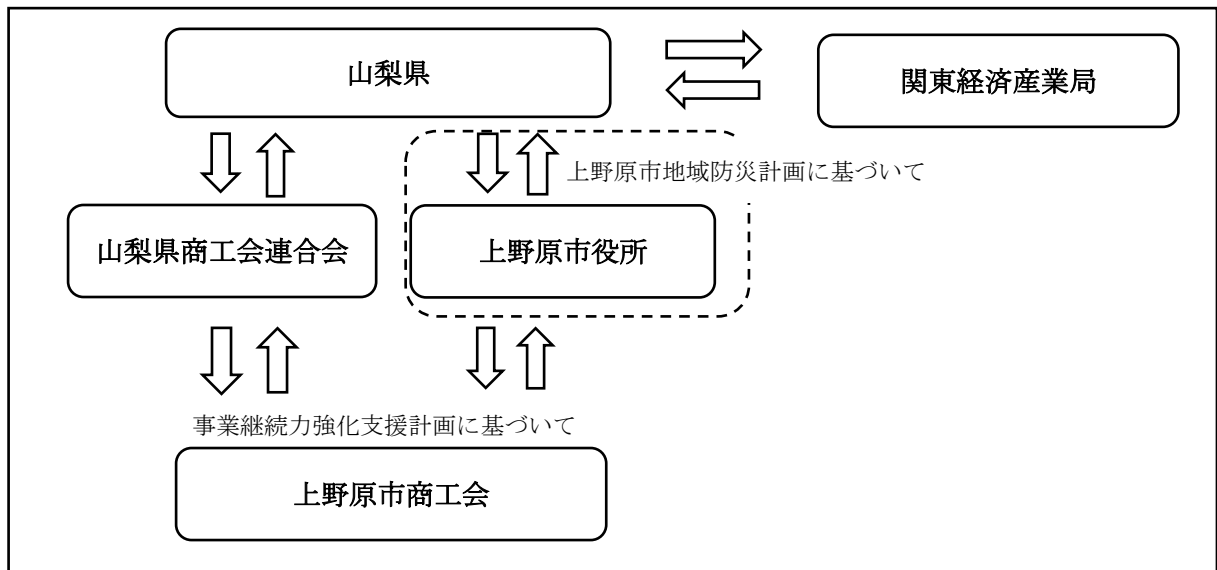 山梨県
関東経済産業局
上野原市地域防災計画に基づいて
山梨県商工会連合会
上野原市役所
事業継続力強化支援計画に基づいて
上野原市商工会